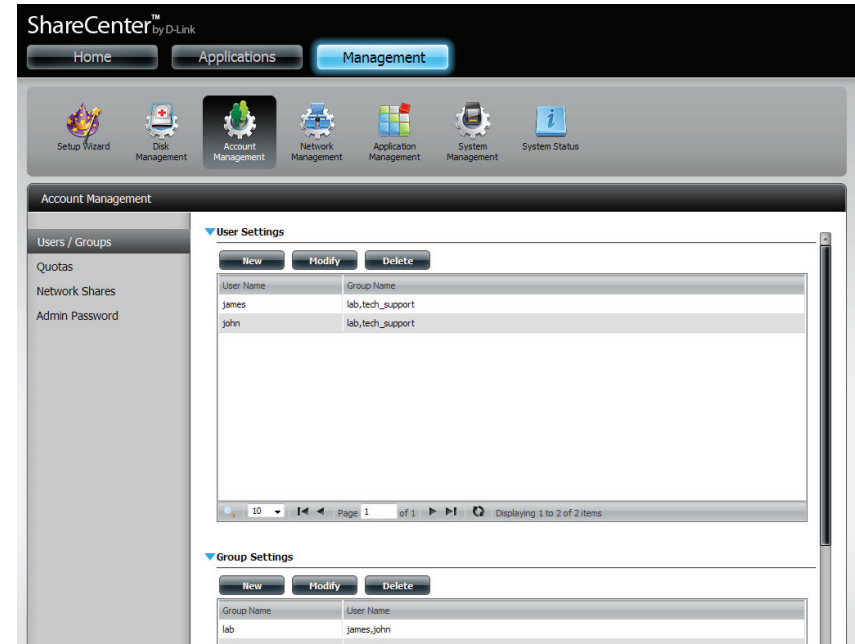 ShareCenter™ by D-Link
Home Applications Management
Setup Wizard
Disk Management
Account Management
Network Management
Application Management
System Management
System Status
Account Management
Users / Groups
Quotas
Network Shares
Admin Password
User Settings
New Modify Delete
User Name Group Name
james lab,tech_support
john lab,tech_support
10 Page 1 of 1 Displaying 1 to 2 of 2 items
Group Settings
New Modify Delete
Group Name User Name
lab james,john